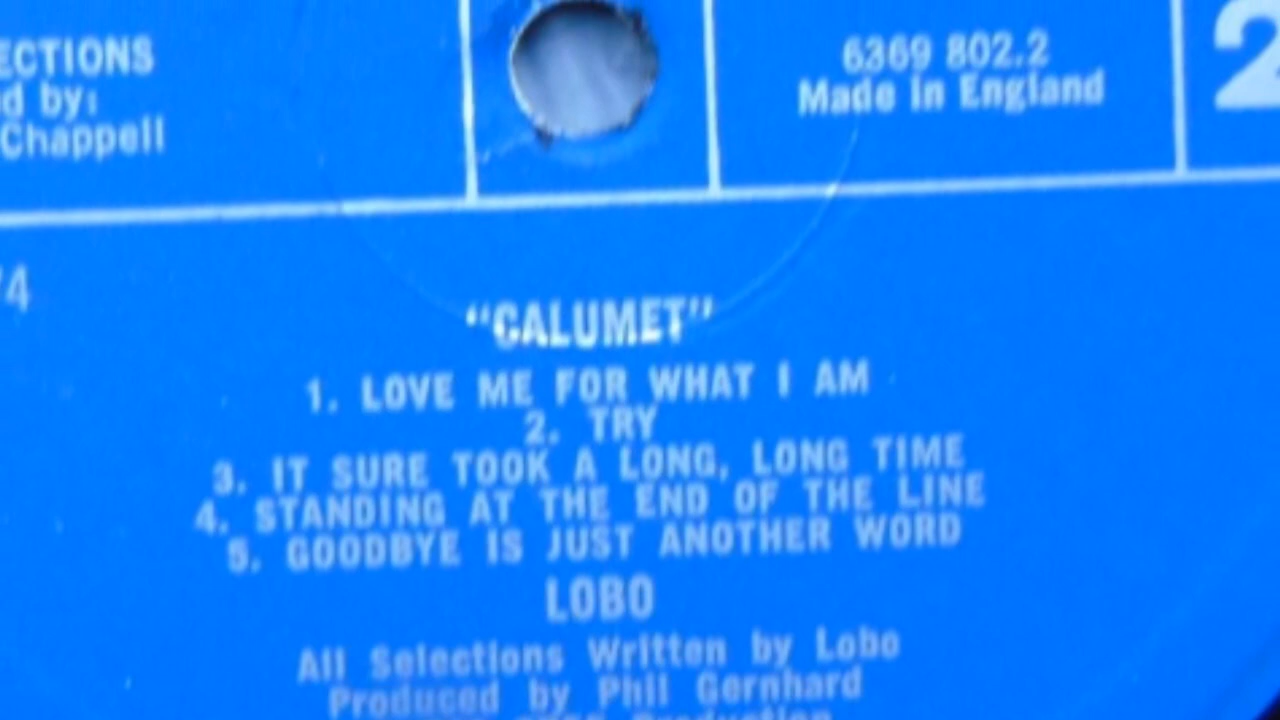 ECTIONS
d by:
Chappell
6369 802.2
Made in England
2
'4
"CALUMET"
1. LOVE ME FOR WHAT I AM
2. TRY
3. IT SURE TOOK A LONG, LONG TIME
4. STANDING AT THE END OF THE LINE
5. GOODBYE IS JUST ANOTHER WORD
LOBO
All Selections Written by Lobo
Produced by Phil Gernhard
Production